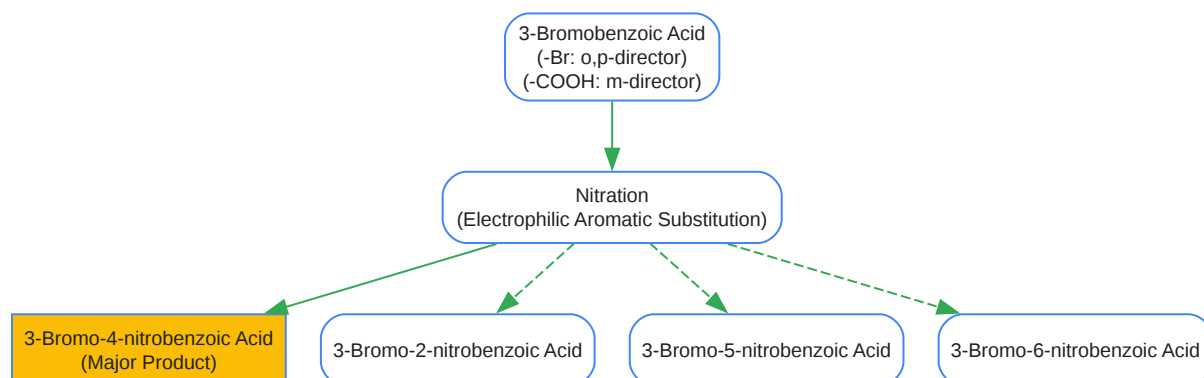 3-Bromobenzoic Acid
(-Br: o,p-director)
(-COOH: m-director)
Nitration
(Electrophilic Aromatic Substitution)
3-Bromo-4-nitrobenzoic Acid
(Major Product)
3-Bromo-2-nitrobenzoic Acid
3-Bromo-5-nitrobenzoic Acid
3-Bromo-6-nitrobenzoic Acid